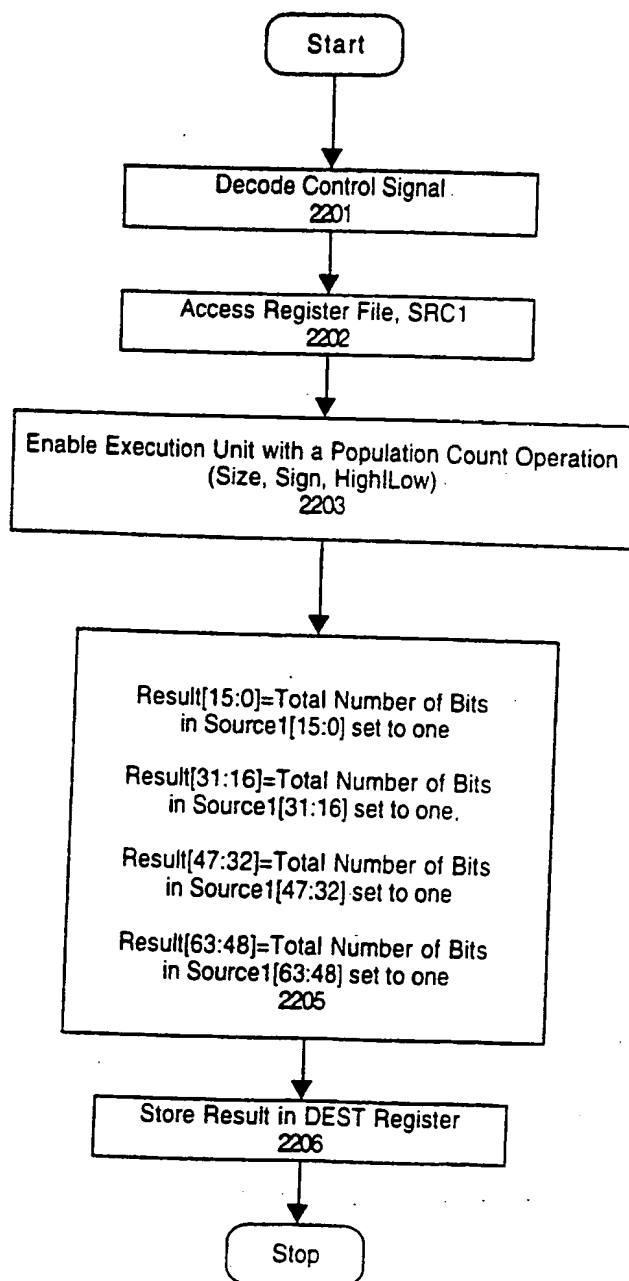 Start
Decode Control Signal
2201
Access Register File, SRC1
2202
Enable Execution Unit with a Population Count Operation
(Size, Sign, High!Low)
2203
Result[15:0]=Total Number of Bits
in Source1[15:0] set to one
Result[31:16]=Total Number of Bits
in Source1[31:16] set to one.
Result[47:32]=Total Number of Bits
in Source1[47:32] set to one
Result[63:48]=Total Number of Bits
in Source1[63:48] set to one
2205
Store Result in DEST Register
2206
Stop